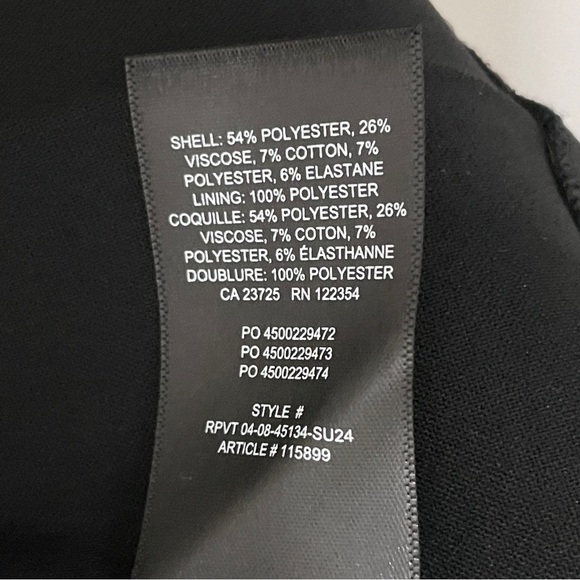 SHELL: 54% POLYESTER, 26%
VISCOSE, 7% COTTON, 7%
POLYESTER, 6% ELASTANE
LINING: 100% POLYESTER
COQUILLE: 54% POLYESTER, 26%
VISCOSE, 7% COTON, 7%
POLYESTER, 6% ÉLASTHANNE
DOUBLURE: 100% POLYESTER
CA 23725 RN 122354
PO 4500229472
PO 4500229473
PO 4500229474
STYLE #
RPVT 04-08-45134-SU24
ARTICLE # 115899